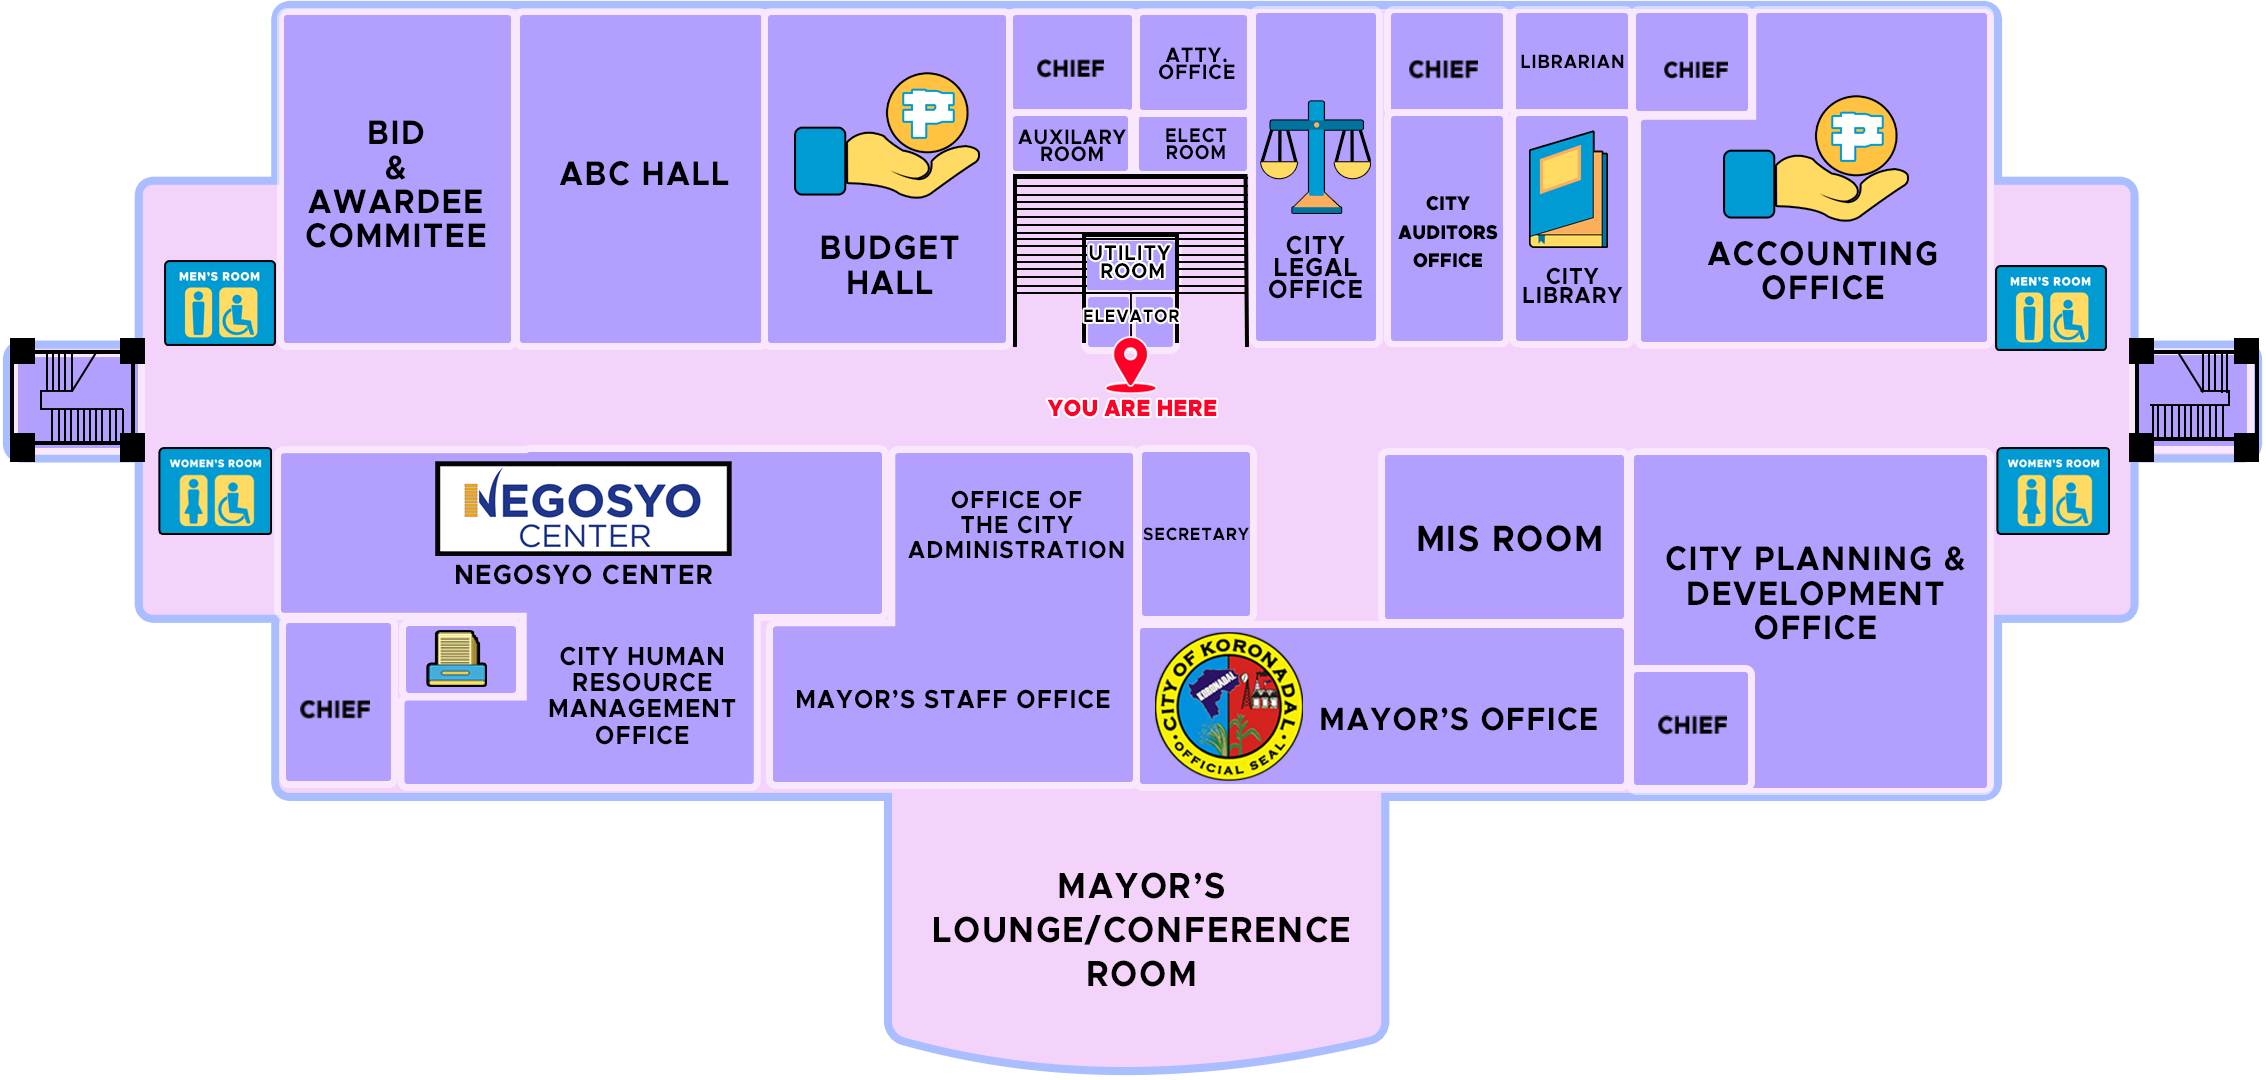 BID
&
AWARDEE
COMMITEE
ABC HALL
BUDGET
HALL
CHIEF
ATTY.
OFFICE
AUXILARY
ROOM
ELECT
ROOM
UTILITY
ROOM
ELEVATOR
YOU ARE HERE
CITY
LEGAL
OFFICE
CHIEF
CITY
AUDITORS
OFFICE
LIBRARIAN
CITY
LIBRARY
CHIEF
ACCOUNTING
OFFICE
MEN'S ROOM
MEN'S ROOM
WOMEN'S ROOM
WOMEN'S ROOM
NEGOSYO
CENTER
NEGOSYO CENTER
CHIEF
CITY HUMAN
RESOURCE
MANAGEMENT
OFFICE
OFFICE OF
THE CITY
ADMINISTRATION
MAYOR'S STAFF OFFICE
SECRETARY
MIS ROOM
CITY OF KORONADAL
KORONADAL
OFFICIAL SEAL
MAYOR'S OFFICE
CITY PLANNING &
DEVELOPMENT
OFFICE
CHIEF
MAYOR'S
LOUNGE/CONFERENCE
ROOM